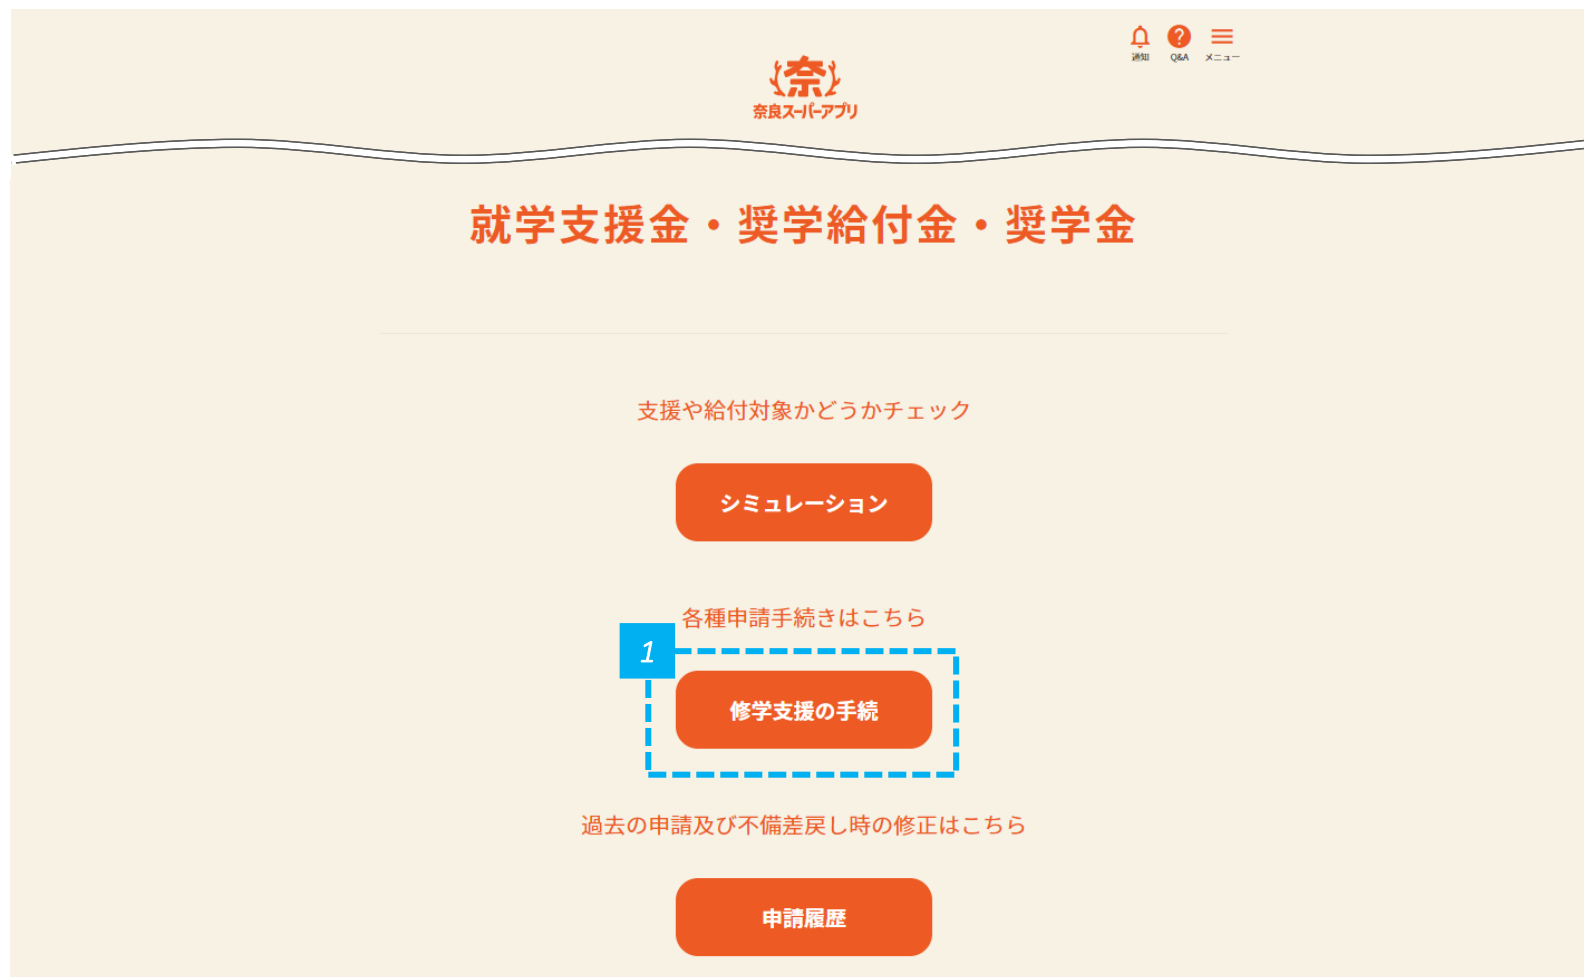 通知 Q&A メニュー
奈
奈良スーパーアプリ
就学支援金・奨学給付金・奨学金
支援や給付対象かどうかチェック
シミュレーション
各種申請手続きはこちら
1
修学支援の手続
過去の申請及び不備差戻し時の修正はこちら
申請履歴